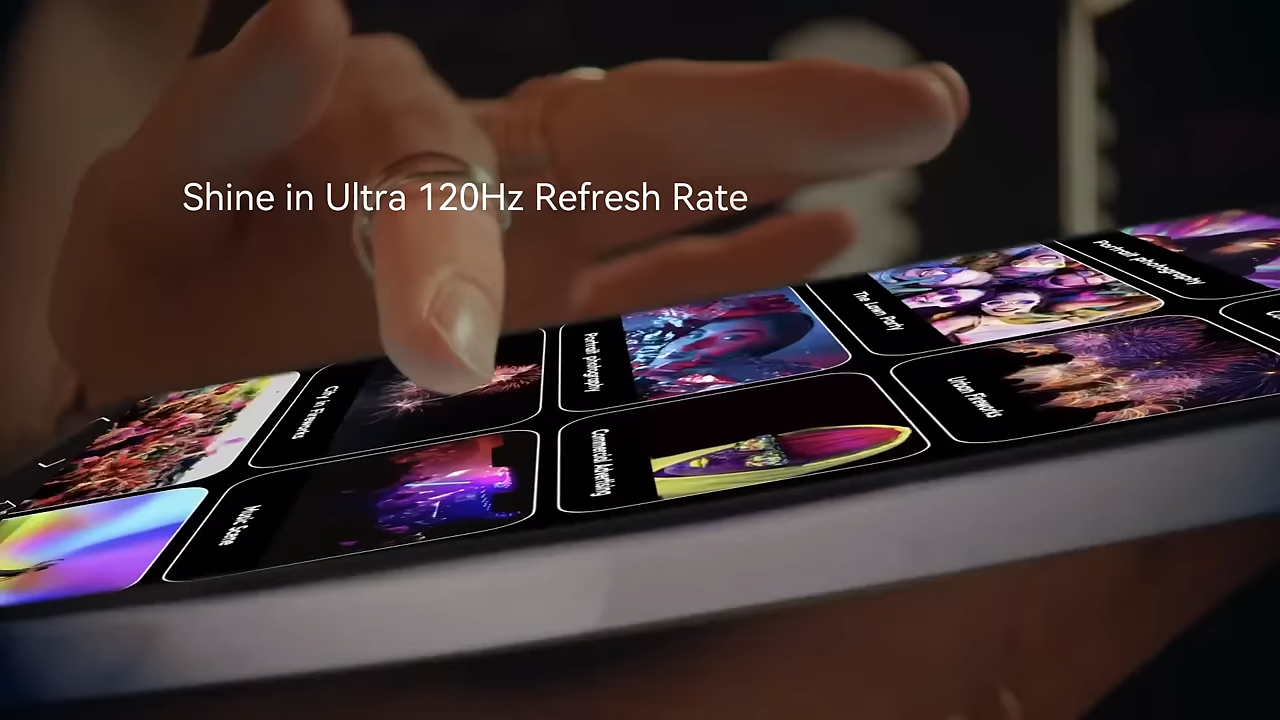 Shine in Ultra 120Hz Refresh Rate
Portrait photography
The Lawn Party
Portrait photography
City In Fireworks
Urban Fireworks
Commercial Advertising
Music Scene